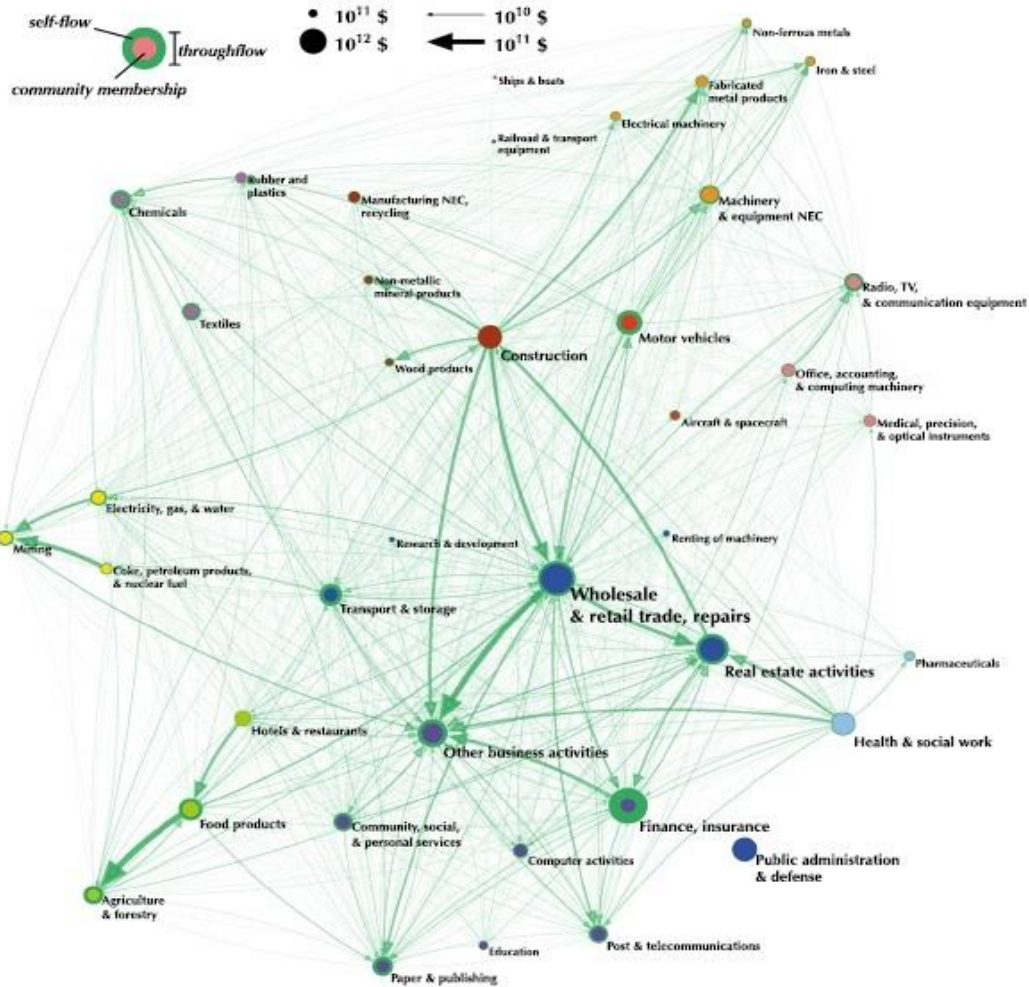 self-flow
throughflow
community membership
10¹¹ $
10¹² $
10¹⁰ $
10¹¹ $
Non-ferrous metals
Iron & steel
Ships & boats
Fabricated
metal products
Electrical machinery
Railroad & transport
equipment
Rubber and
plastics
Chemicals
Manufacturing NEC,
recycling
Machinery
& equipment NEC
Non-metallic
mineral products
Radio, TV,
& communication equipment
Textiles
Construction
Motor vehicles
Wood products
Office, accounting,
& computing machinery
Aircraft & spacecraft
Medical, precision,
& optical instruments
Electricity, gas, & water
Mining
Research & development
Renting of machinery
Coke, petroleum products,
& nuclear fuel
Transport & storage
Wholesale
& retail trade, repairs
Real estate activities
Pharmaceuticals
Hotels & restaurants
Other business activities
Health & social work
Food products
Community, social,
& personal services
Finance, insurance
Computer activities
Public administration
& defense
Agriculture
& forestry
Education
Post & telecommunications
Paper & publishing